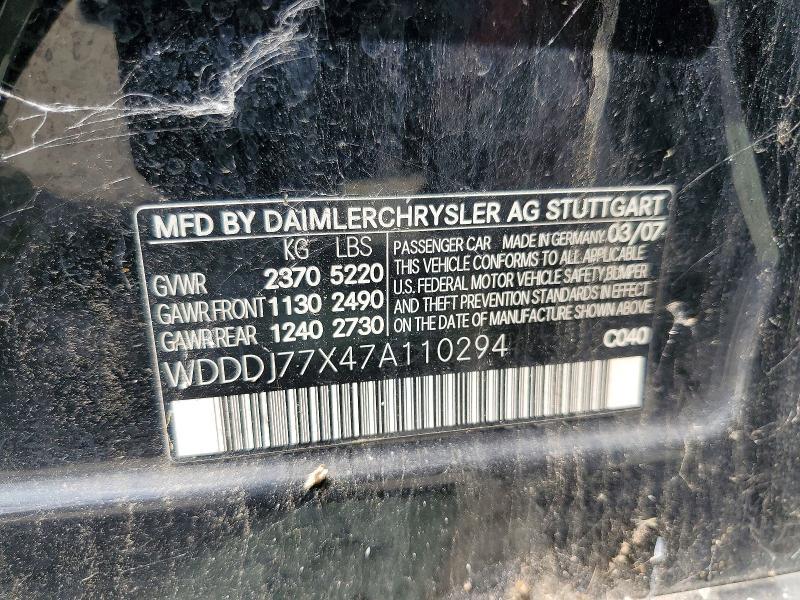 MFD BY DAIMLERCHRYSLER AG STUTTGART
KG LBS
GVWR 2370 5220
GAWR FRONT 1130 2490
GAWR REAR 1240 2730
PASSENGER CAR MADE IN GERMANY 03/07
THIS VEHICLE CONFORMS TO ALL APPLICABLE
U.S. FEDERAL MOTOR VEHICLE SAFETY, BUMPER
AND THEFT PREVENTION STANDARDS IN EFFECT
ON THE DATE OF MANUFACTURE SHOWN ABOVE
WDDDJ77X47A110294 C040